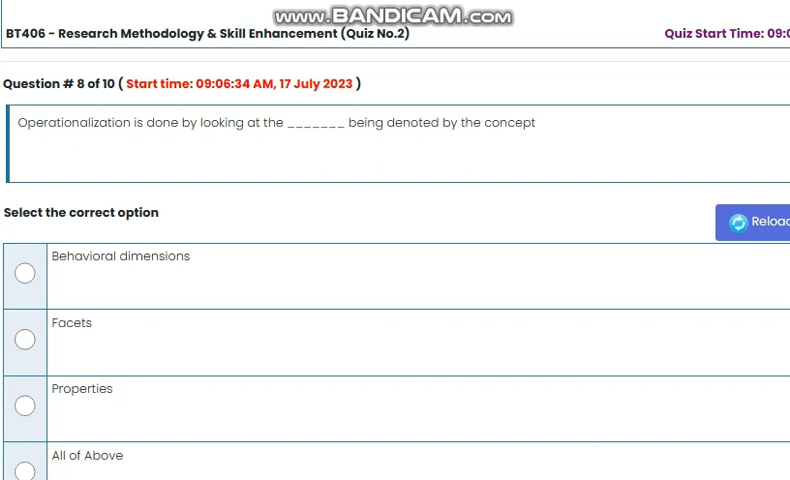 www.BANDICAM.com
BT406 - Research Methodology & Skill Enhancement (Quiz No.2) Quiz Start Time: 09:0
Question # 8 of 10 ( Start time: 09:06:34 AM, 17 July 2023 )
Operationalization is done by looking at the _______ being denoted by the concept
Select the correct option
Reload
Behavioral dimensions
Facets
Properties
All of Above